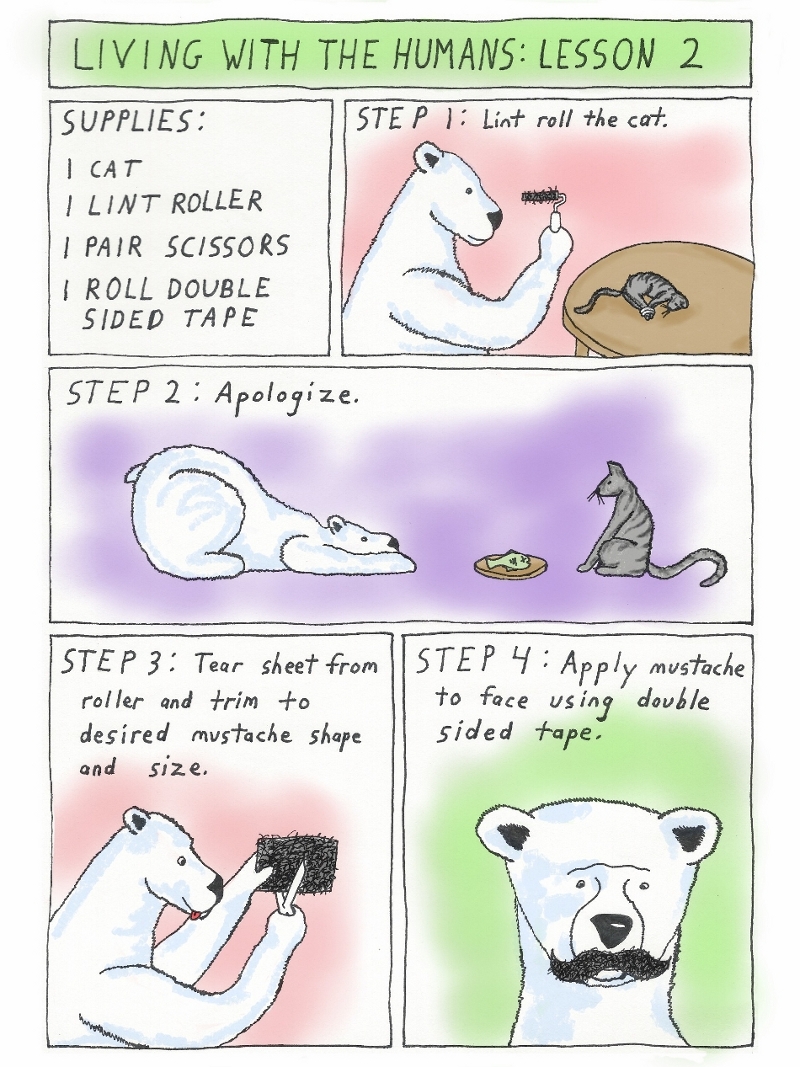 LIVING WITH THE HUMANS: LESSON 2
SUPPLIES:
1 CAT
1 LINT ROLLER
1 PAIR SCISSORS
1 ROLL DOUBLE
SIDED TAPE
STEP 1: Lint roll the cat.
STEP 2: Apologize.
STEP 3: Tear sheet from
roller and trim to
desired mustache shape
and size.
STEP 4: Apply mustache
to face using double
sided tape.